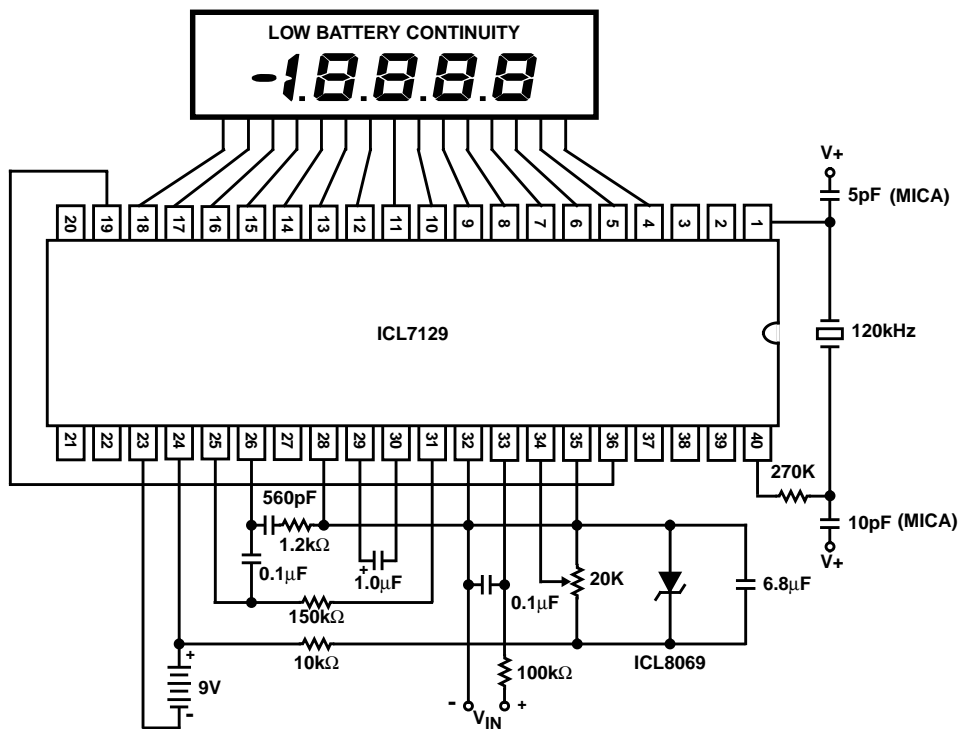 LOW BATTERY CONTINUITY
-1.8.8.8.8
V+
5pF (MICA)
20 19 18 17 16 15 14 13 12 11 10 9 8 7 6 5 4 3 2 1
ICL7129
120kHz
21 22 23 24 25 26 27 28 29 30 31 32 33 34 35 36 37 38 39 40
270K
560pF
10pF (MICA)
1.2kΩ
V+
0.1µF
+
1.0µF
0.1µF
20K
6.8µF
150kΩ
10kΩ
ICL8069
+
9V
-
100kΩ
- VIN +